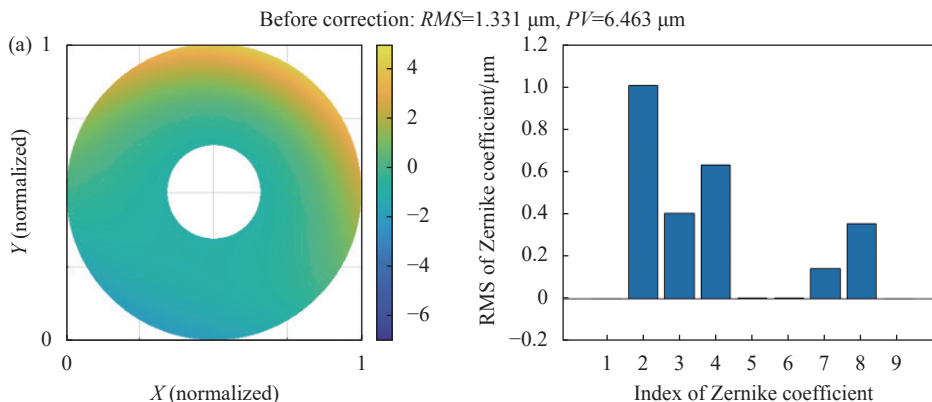 Before correction: RMS=1.331 μm, PV=6.463 μm
(a)
1
0
Y (normalized)
0
1
X (normalized)
4
2
0
−2
−4
−6
1.2
1.0
0.8
0.6
0.4
0.2
0
−0.2
RMS of Zernike coefficient/μm
1 2 3 4 5 6 7 8 9
Index of Zernike coefficient